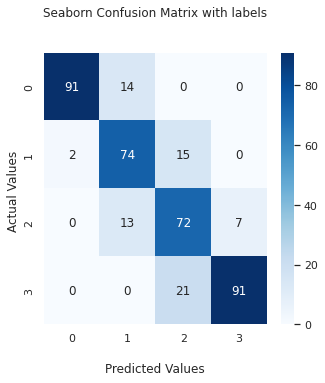 Seaborn Confusion Matrix with labels
Actual Values
0 91 14 0 0
1 2 74 15 0
2 0 13 72 7
3 0 0 21 91
0 1 2 3
Predicted Values
80
60
40
20
0